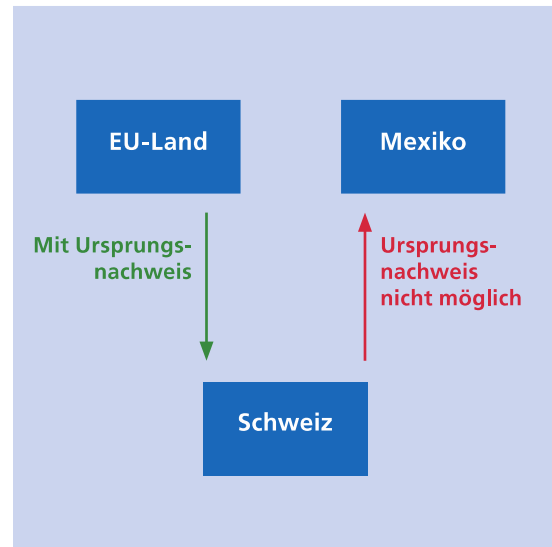 EU-Land
Mexiko
Mit Ursprungs-
nachweis
Ursprungs-
nachweis
nicht möglich
Schweiz